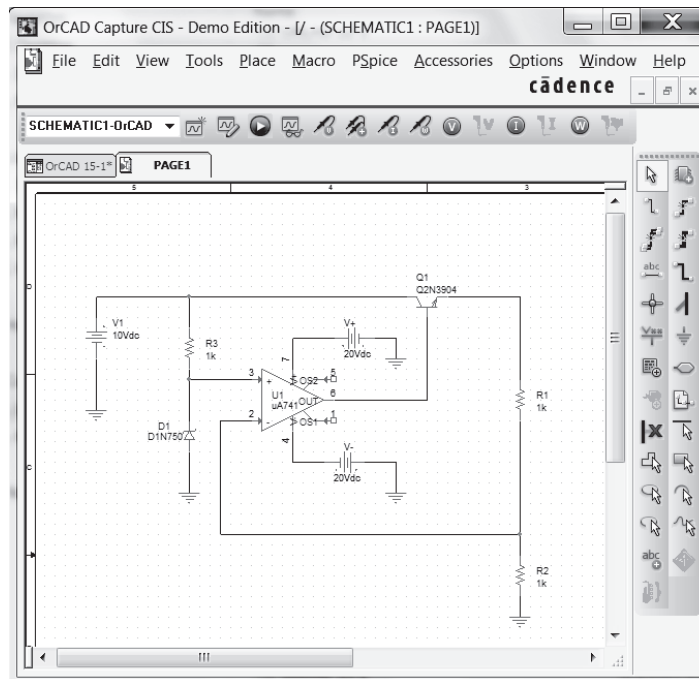 OrCAD Capture CIS - Demo Edition - [/ - (SCHEMATIC1 : PAGE1)]
File Edit View Tools Place Macro PSpice Accessories Options Window Help
cādence
SCHEMATIC1-OrCAD
V V I I W
OrCAD 15-1* PAGE1
5 4 3
D
C
Q1
Q2N3904
V1
10Vdc
R3
1k
V+
20Vdc
7
3
+
5
OS2
U1
uA741
OUT
6
2
-
OS1
1
4
D1
D1N750
V-
20Vdc
R1
1k
R2
1k
abc
abc